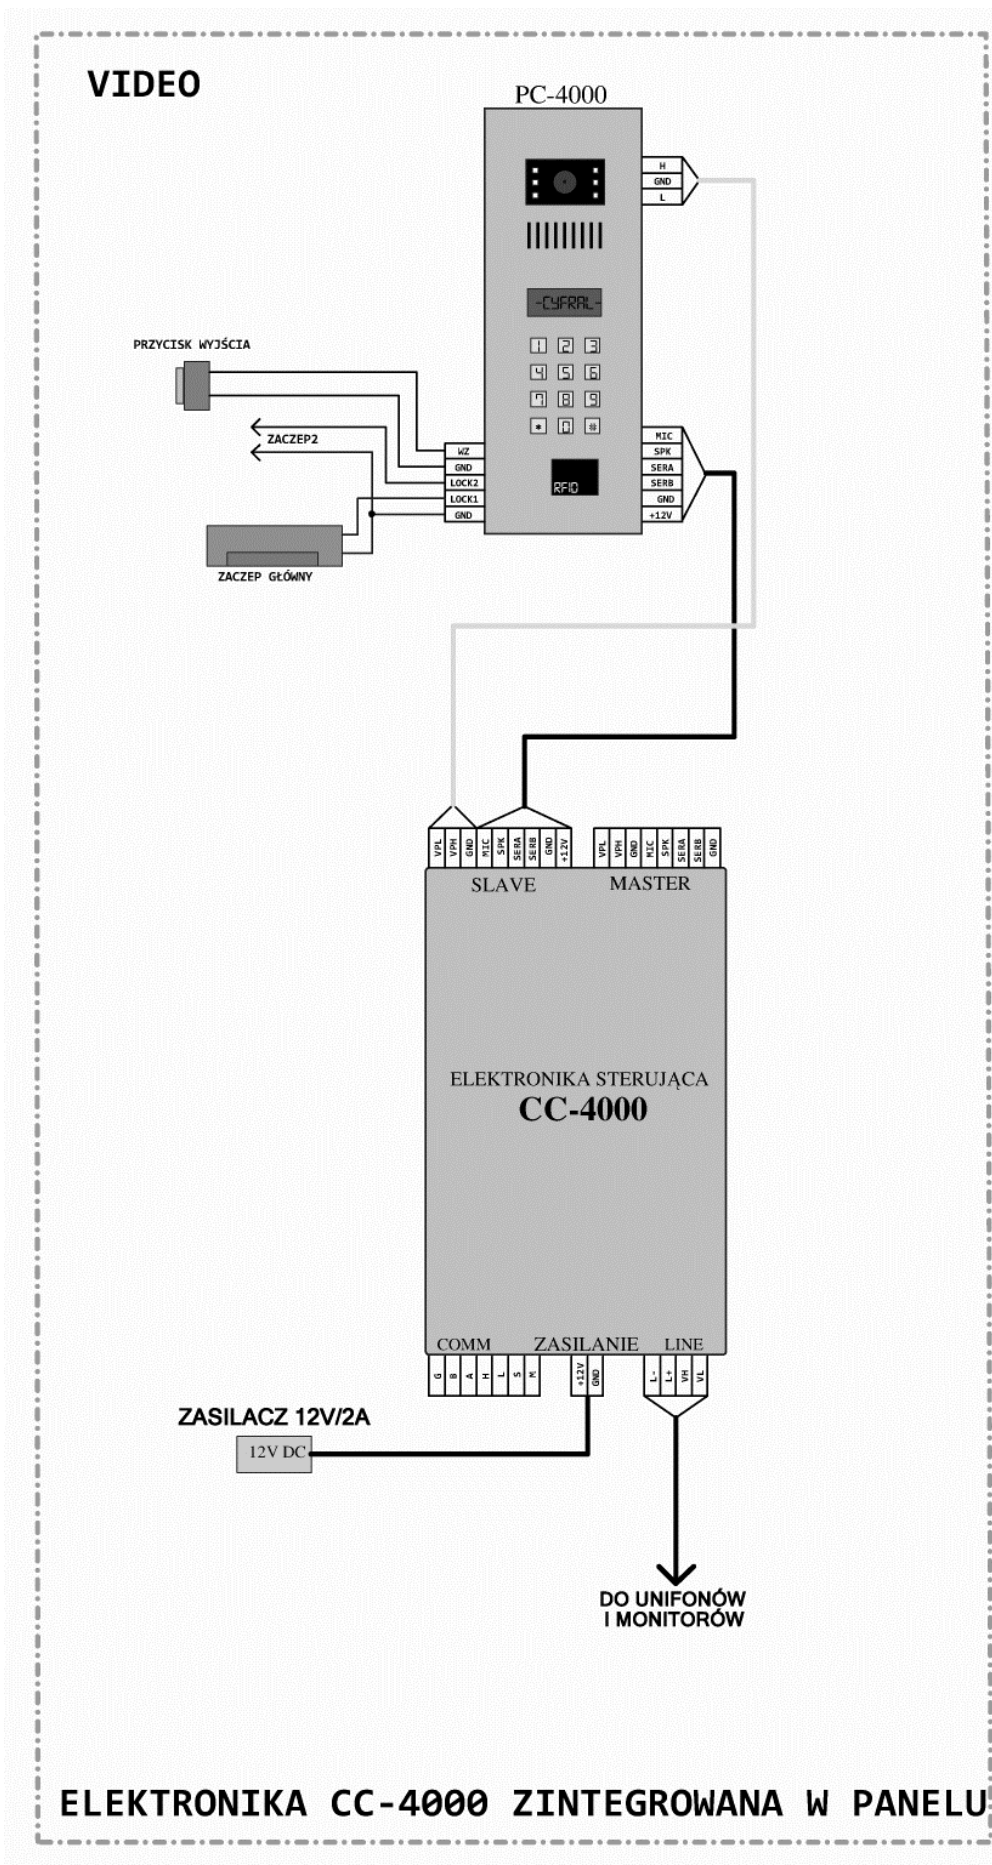 VIDEO
PC-4000
H
GND
L
-CYFRAL-
1 2 3
4 5 6
7 8 9
* 0 #
RFID
PRZYCISK WYJŚCIA
ZACZEP2
WZ
GND
LOCK2
LOCK1
GND
ZACZEP GŁÓWNY
MIC
SPK
SERA
SERB
GND
+12V
VPL
VPH
GND
MIC
SPK
SERA
SERB
GND
+12V
VPL
VPH
GND
MIC
SPK
SERA
SERB
GND
SLAVE
MASTER
ELEKTRONIKA STERUJĄCA
CC-4000
COMM
ZASILANIE
LINE
G
B
A
H
L
S
M
+12V
GND
L-
L+
VH
VL
ZASILACZ 12V/2A
12V DC
DO UNIFONÓW
I MONITORÓW
ELEKTRONIKA CC-4000 ZINTEGROWANA W PANELU